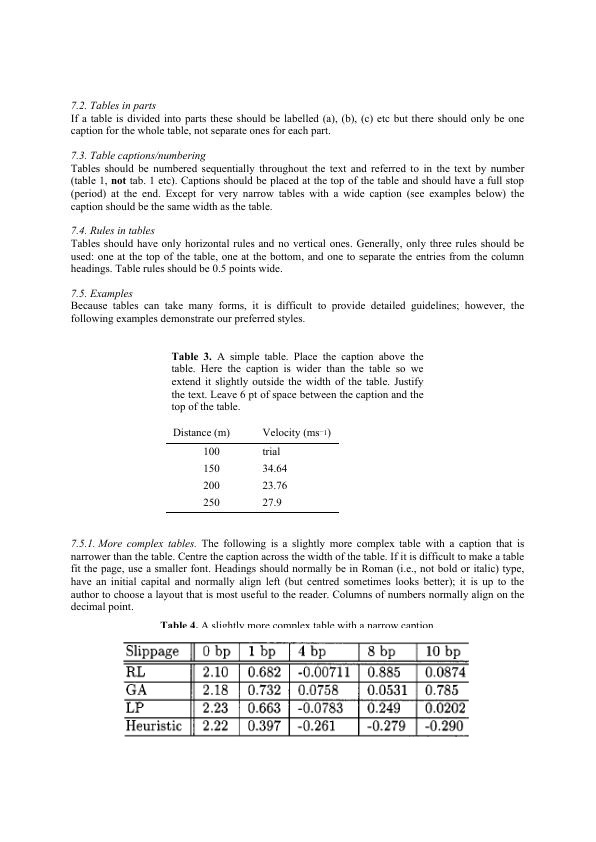 7.2. Tables in parts
If a table is divided into parts these should be labelled (a), (b), (c) etc but there should only be one
caption for the whole table, not separate ones for each part.
7.3. Table captions/numbering
Tables should be numbered sequentially throughout the text and referred to in the text by number
(table 1, not tab. 1 etc). Captions should be placed at the top of the table and should have a full stop
(period) at the end. Except for very narrow tables with a wide caption (see examples below) the
caption should be the same width as the table.
7.4. Rules in tables
Tables should have only horizontal rules and no vertical ones. Generally, only three rules should be
used: one at the top of the table, one at the bottom, and one to separate the entries from the column
headings. Table rules should be 0.5 points wide.
7.5. Examples
Because tables can take many forms, it is difficult to provide detailed guidelines; however, the
following examples demonstrate our preferred styles.
Table 3. A simple table. Place the caption above the
table. Here the caption is wider than the table so we
extend it slightly outside the width of the table. Justify
the text. Leave 6 pt of space between the caption and the
top of the table.
Distance (m) Velocity (ms⁻¹)
100 trial
150 34.64
200 23.76
250 27.9
7.5.1. More complex tables. The following is a slightly more complex table with a caption that is
narrower than the table. Centre the caption across the width of the table. If it is difficult to make a table
fit the page, use a smaller font. Headings should normally be in Roman (i.e., not bold or italic) type,
have an initial capital and normally align left (but centred sometimes looks better); it is up to the
author to choose a layout that is most useful to the reader. Columns of numbers normally align on the
decimal point.
Table 4. A slightly more complex table with a narrow caption.
Slippage 0 bp 1 bp 4 bp 8 bp 10 bp
RL 2.10 0.682 -0.00711 0.885 0.0874
GA 2.18 0.732 0.0758 0.0531 0.785
LP 2.23 0.663 -0.0783 0.249 0.0202
Heuristic 2.22 0.397 -0.261 -0.279 -0.290